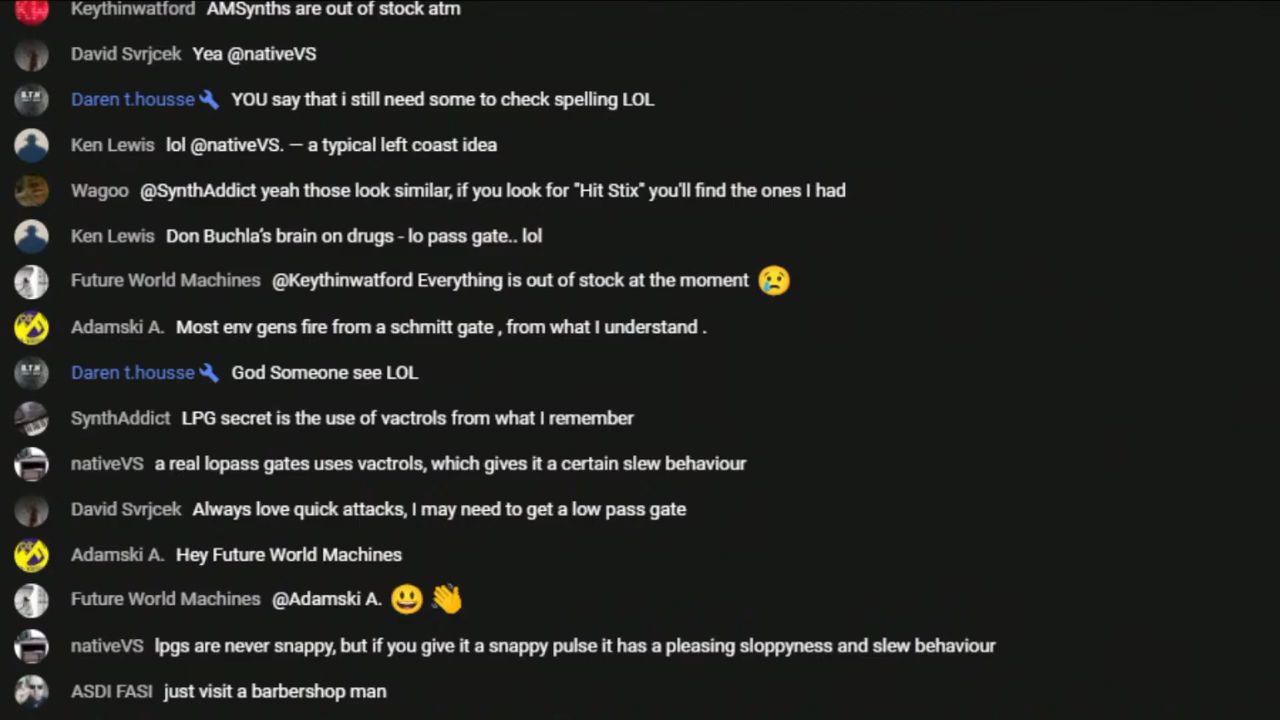 Keythinwatford AMSynths are out of stock atm
David Svrjcek Yea @nativeVS
Daren t.housse YOU say that i still need some to check spelling LOL
Ken Lewis lol @nativeVS. — a typical left coast idea
Wagoo @SynthAddict yeah those look similar, if you look for "Hit Stix" you'll find the ones I had
Ken Lewis Don Buchla's brain on drugs - lo pass gate.. lol
Future World Machines @Keythinwatford Everything is out of stock at the moment 😢
Adamski A. Most env gens fire from a schmitt gate , from what I understand .
Daren t.housse God Someone see LOL
SynthAddict LPG secret is the use of vactrols from what I remember
nativeVS a real lopass gates uses vactrols, which gives it a certain slew behaviour
David Svrjcek Always love quick attacks, I may need to get a low pass gate
Adamski A. Hey Future World Machines
Future World Machines @Adamski A. 😃 👋
nativeVS lpgs are never snappy, but if you give it a snappy pulse it has a pleasing sloppyness and slew behaviour
ASDI FASI just visit a barbershop man